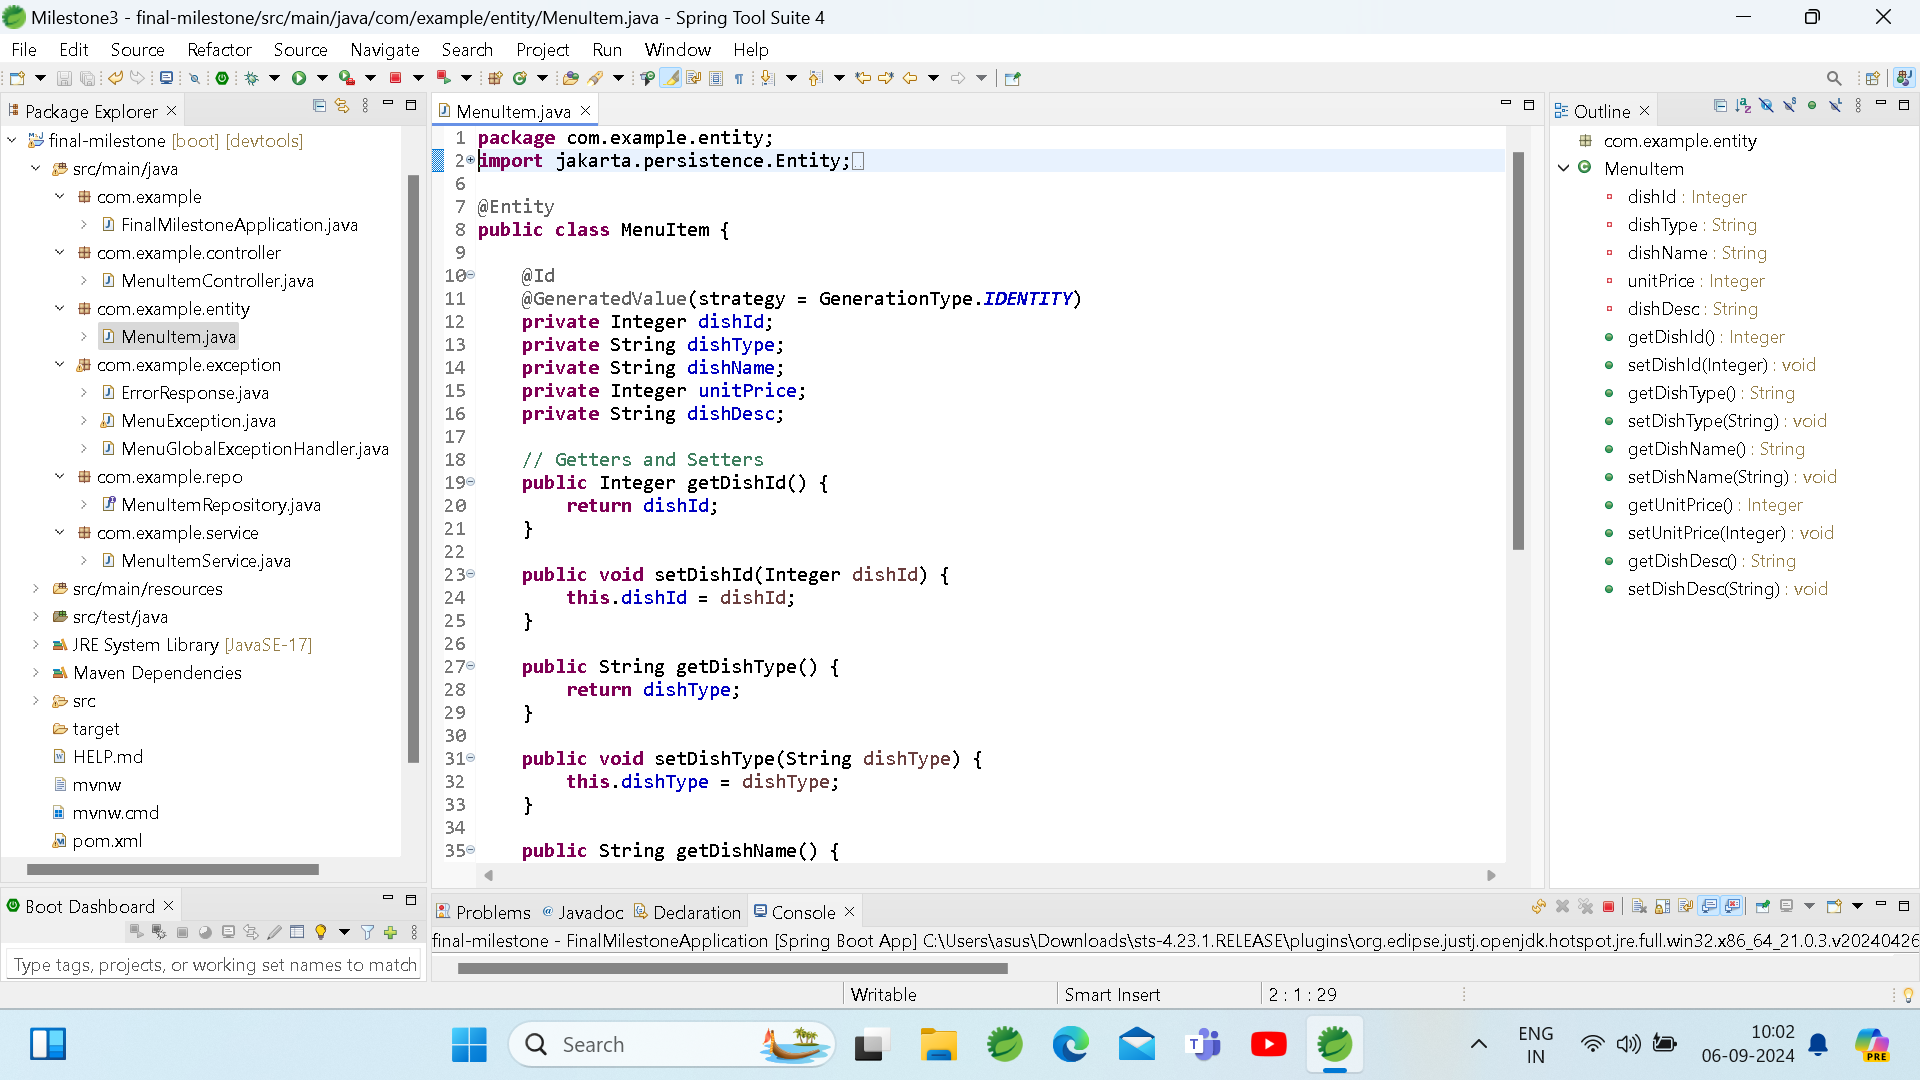 Milestone3 - final-milestone/src/main/java/com/example/entity/MenuItem.java - Spring Tool Suite 4
File Edit Source Refactor Source Navigate Search Project Run Window Help
Package Explorer
final-milestone [boot] [devtools]
src/main/java
com.example
FinalMilestoneApplication.java
com.example.controller
MenuItemController.java
com.example.entity
MenuItem.java
com.example.exception
ErrorResponse.java
MenuException.java
MenuGlobalExceptionHandler.java
com.example.repo
MenuItemRepository.java
com.example.service
MenuItemService.java
src/main/resources
src/test/java
JRE System Library [JavaSE-17]
Maven Dependencies
src
target
HELP.md
mvnw
mvnw.cmd
pom.xml
Boot Dashboard
Type tags, projects, or working set names to match
MenuItem.java
1 package com.example.entity;
2 import jakarta.persistence.Entity;
6
7 @Entity
8 public class MenuItem {
9
10 @Id
11 @GeneratedValue(strategy = GenerationType.IDENTITY)
12 private Integer dishId;
13 private String dishType;
14 private String dishName;
15 private Integer unitPrice;
16 private String dishDesc;
17
18 // Getters and Setters
19 public Integer getDishId() {
20 return dishId;
21 }
22
23 public void setDishId(Integer dishId) {
24 this.dishId = dishId;
25 }
26
27 public String getDishType() {
28 return dishType;
29 }
30
31 public void setDishType(String dishType) {
32 this.dishType = dishType;
33 }
34
35 public String getDishName() {
Outline
com.example.entity
MenuItem
dishId : Integer
dishType : String
dishName : String
unitPrice : Integer
dishDesc : String
getDishId() : Integer
setDishId(Integer) : void
getDishType() : String
setDishType(String) : void
getDishName() : String
setDishName(String) : void
getUnitPrice() : Integer
setUnitPrice(Integer) : void
getDishDesc() : String
setDishDesc(String) : void
Problems @ Javadoc Declaration Console
final-milestone - FinalMilestoneApplication [Spring Boot App] C:\Users\asus\Downloads\sts-4.23.1.RELEASE\plugins\org.eclipse.justj.openjdk.hotspot.jre.full.win32.x86_64_21.0.3.v20240426
Writable Smart Insert 2 : 1 : 29
Search
ENG
IN
10:02
06-09-2024
PRE